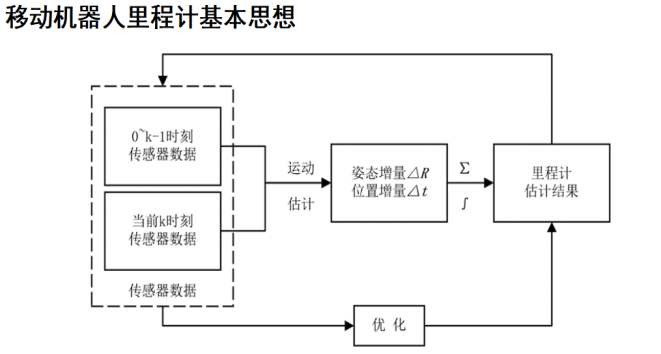 移动机器人里程计基本思想
0~k-1时刻
传感器数据
当前k时刻
传感器数据
传感器数据
运动
估计
姿态增量△R
位置增量△t
Σ
∫
里程计
估计结果
优 化